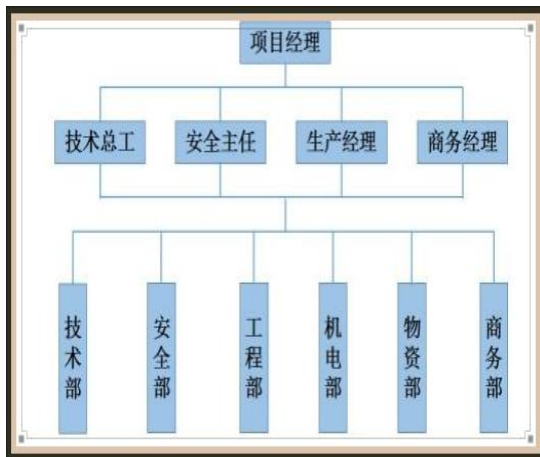 项目经理
技术总工
安全主任
生产经理
商务经理
技术部
安全部
工程部
机电部
物资部
商务部